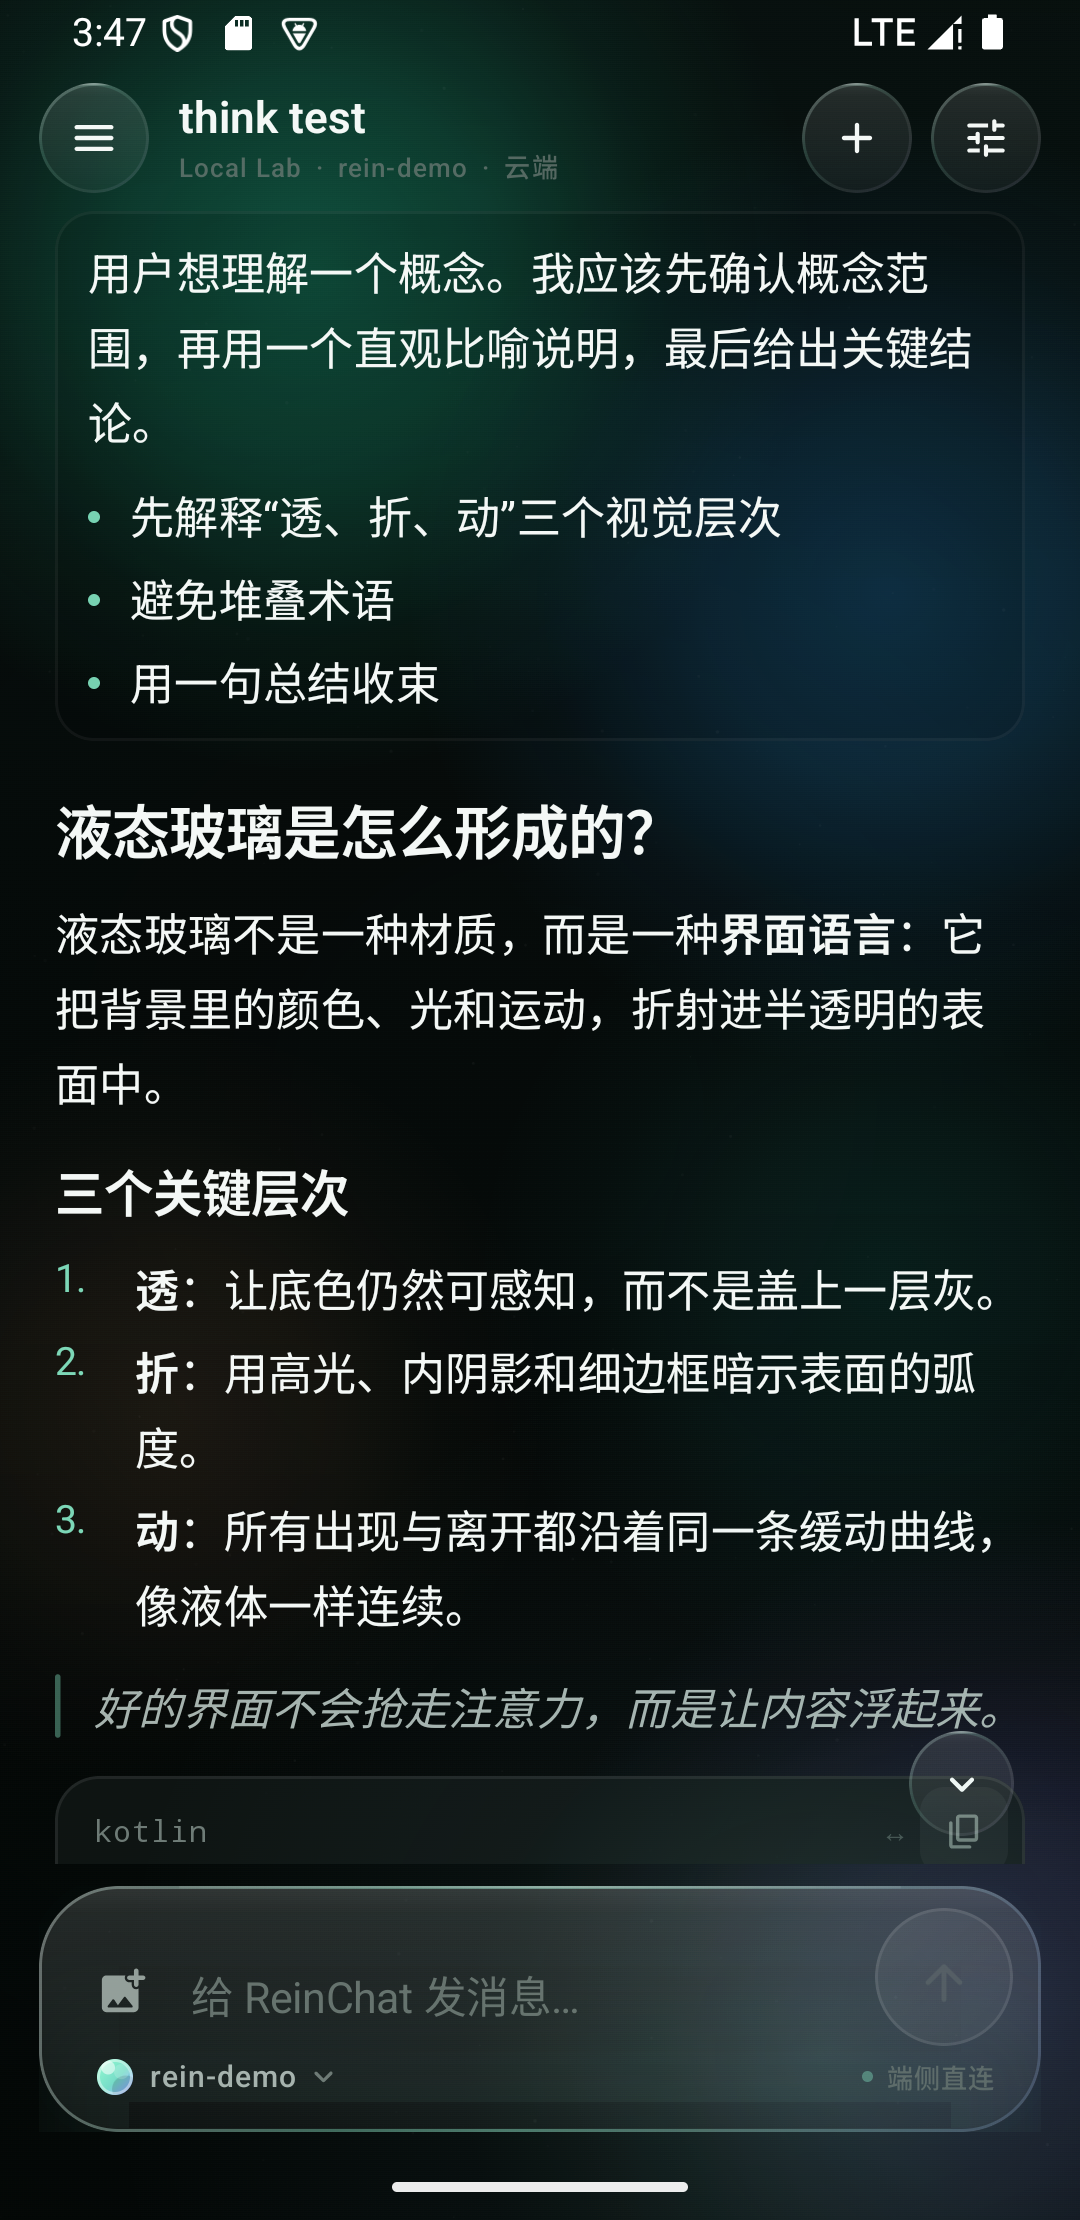 3:47
LTE
think test
Local Lab · rein-demo · 云端
用户想理解一个概念。我应该先确认概念范
围，再用一个直观比喻说明，最后给出关键结
论。
• 先解释“透、折、动”三个视觉层次
• 避免堆叠术语
• 用一句总结收束
液态玻璃是怎么形成的？
液态玻璃不是一种材质，而是一种界面语言：它
把背景里的颜色、光和运动，折射进半透明的表
面中。
三个关键层次
1. 透：让底色仍然可感知，而不是盖上一层灰。
2. 折：用高光、内阴影和细边框暗示表面的弧
度。
3. 动：所有出现与离开都沿着同一条缓动曲线，
像液体一样连续。
好的界面不会抢走注意力，而是让内容浮起来。
kotlin
给 ReinChat 发消息...
rein-demo
端侧直连